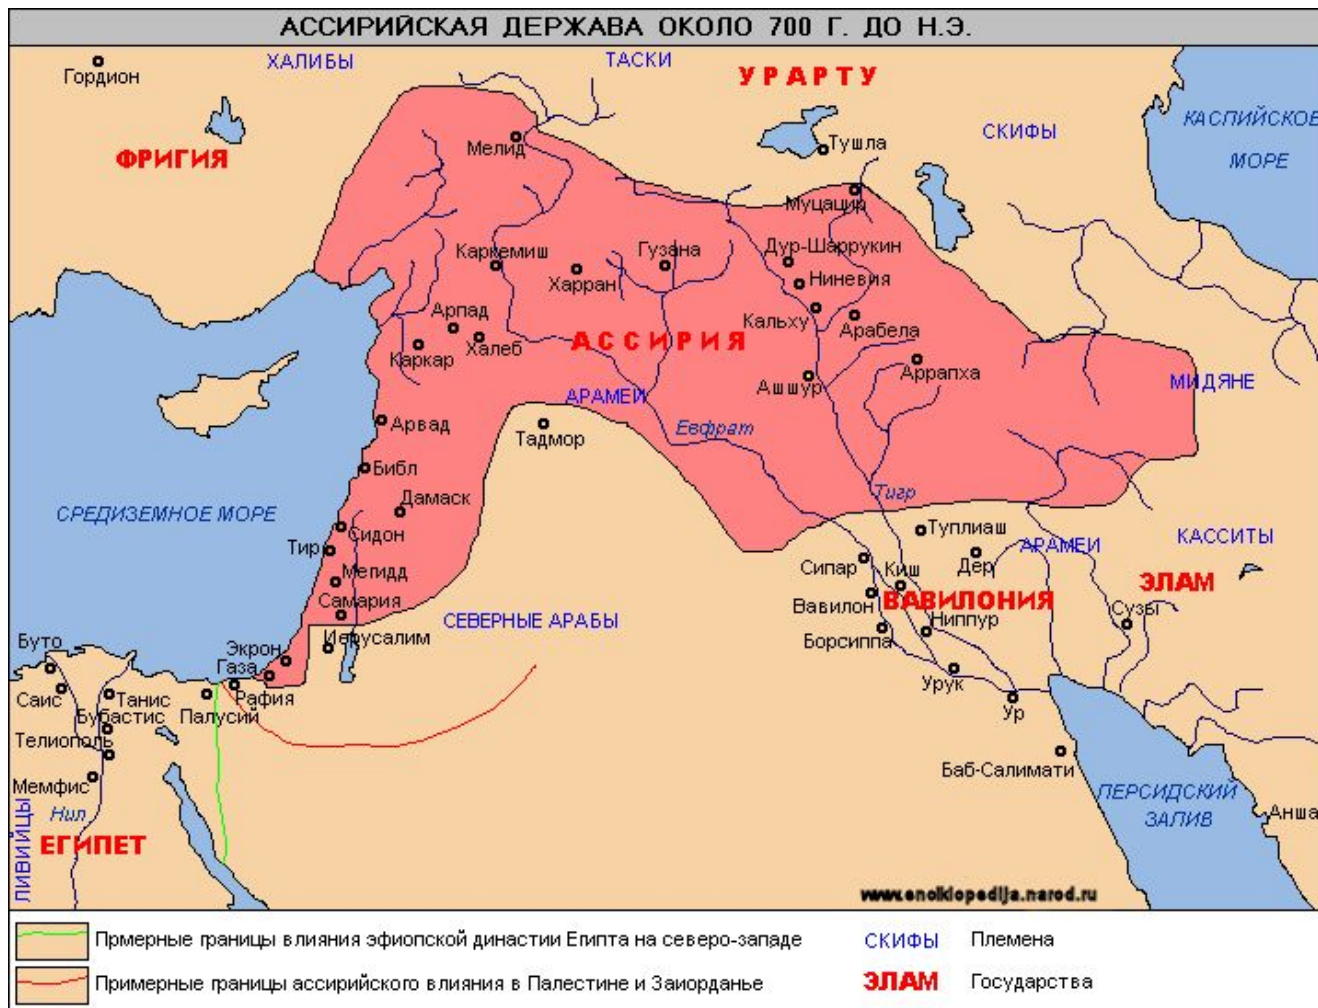 АССИРИЙСКАЯ ДЕРЖАВА ОКОЛО 700 Г. ДО Н.Э.
ХАЛИБЫ
ТАСКИ
УРАРТУ
Гордион
КАСПИЙСКОЕ
МОРЕ
СКИФЫ
Мелид
Тушпа
ФРИГИЯ
Муцацир
Каркемиш
Гузана
Дур-Шаррукин
Харран
Ниневия
Арпад
Кальху
Арабела
Каркар
Халеб
АССИРИЯ
Ашшур
Аррапха
МИДЯНЕ
АРАМЕИ
Арвад
Тадмор
Евфрат
Библ
Дамаск
Тигр
СРЕДИЗЕМНОЕ МОРЕ
Сидон
Туплиаш
КАССИТЫ
Тир
АРАМЕИ
Мегидд
Сипар
Киш
Дер
ЭЛАМ
Самария
Вавилон
ВАВИЛОНИЯ
Сузы
СЕВЕРНЫЕ АРАБЫ
Ниппур
Буто
Экрон
Иерусалим
Борсиппа
Газа
Урук
Саис
Танис
Палусий
Рафия
Ур
Бубастис
Телиополь
Баб-Салимати
Мемфис
ПЕРСИДСКИЙ
ЗАЛИВ
Нил
Анша
ЛИВИЙЦЫ
ЕГИПЕТ
www.enciklopedija.narod.ru
Прмерные границы влияния эфиопской династии Египта на северо-западе
СКИФЫ Племена
Примерные границы ассирийского влияния в Палестине и Заиорданье
ЭЛАМ Государства